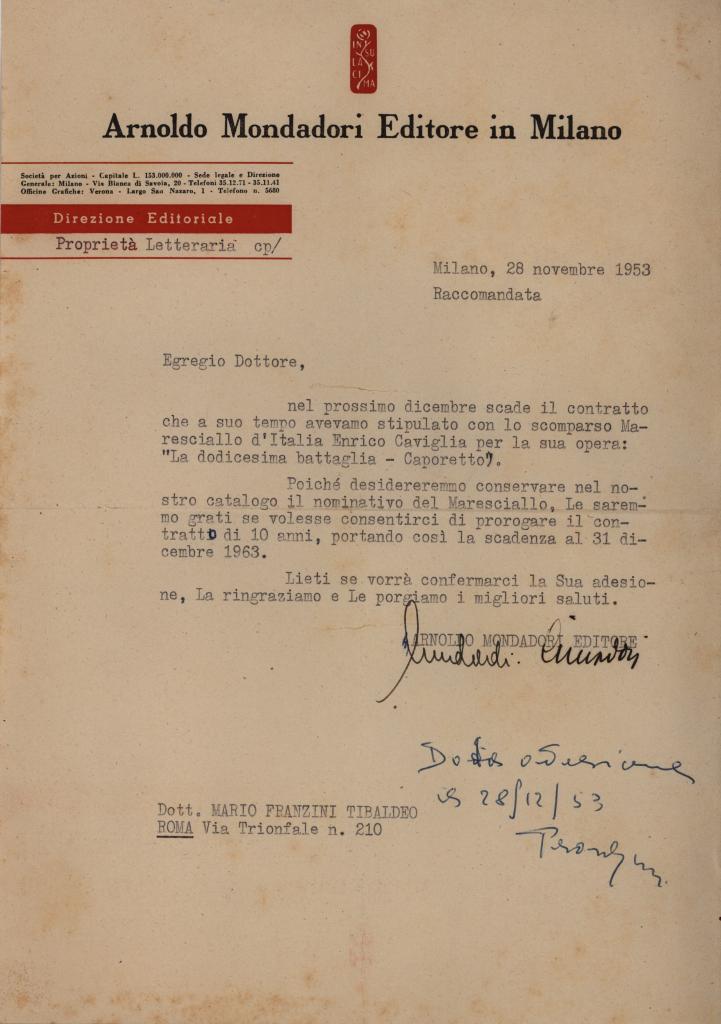 IN
SU
LA
CI
MA
Arnoldo Mondadori Editore in Milano
Società per Azioni - Capitale L. 153.000.000 - Sede legale e Direzione
Generale: Milano - Via Bianca di Savoia, 20 - Telefoni 35.12.71 - 35.11.41
Officine Grafiche: Verona - Largo San Nazaro, 1 - Telefono n. 5680
Direzione Editoriale
Proprietà Letteraria cp/
Milano, 28 novembre 1953
Raccomandata
Egregio Dottore,
nel prossimo dicembre scade il contratto
che a suo tempo avevamo stipulato con lo scomparso Ma-
resciallo d'Italia Enrico Caviglia per la sua opera:
"La dodicesima battaglia - Caporetto".
Poiché desidereremmo conservare nel no-
stro catalogo il nominativo del Maresciallo, Le sarem-
mo grati se volesse consentirci di prorogare il con-
tratto di 10 anni, portando così la scadenza al 31 di-
cembre 1963.
Lieti se vorrà confermarci la Sua adesio-
ne, La ringraziamo e Le porgiamo i migliori saluti.
ARNOLDO MONDADORI EDITORE
Data adesione
28/12/53
Dott. MARIO FRANZINI TIBALDEO
ROMA Via Trionfale n. 210